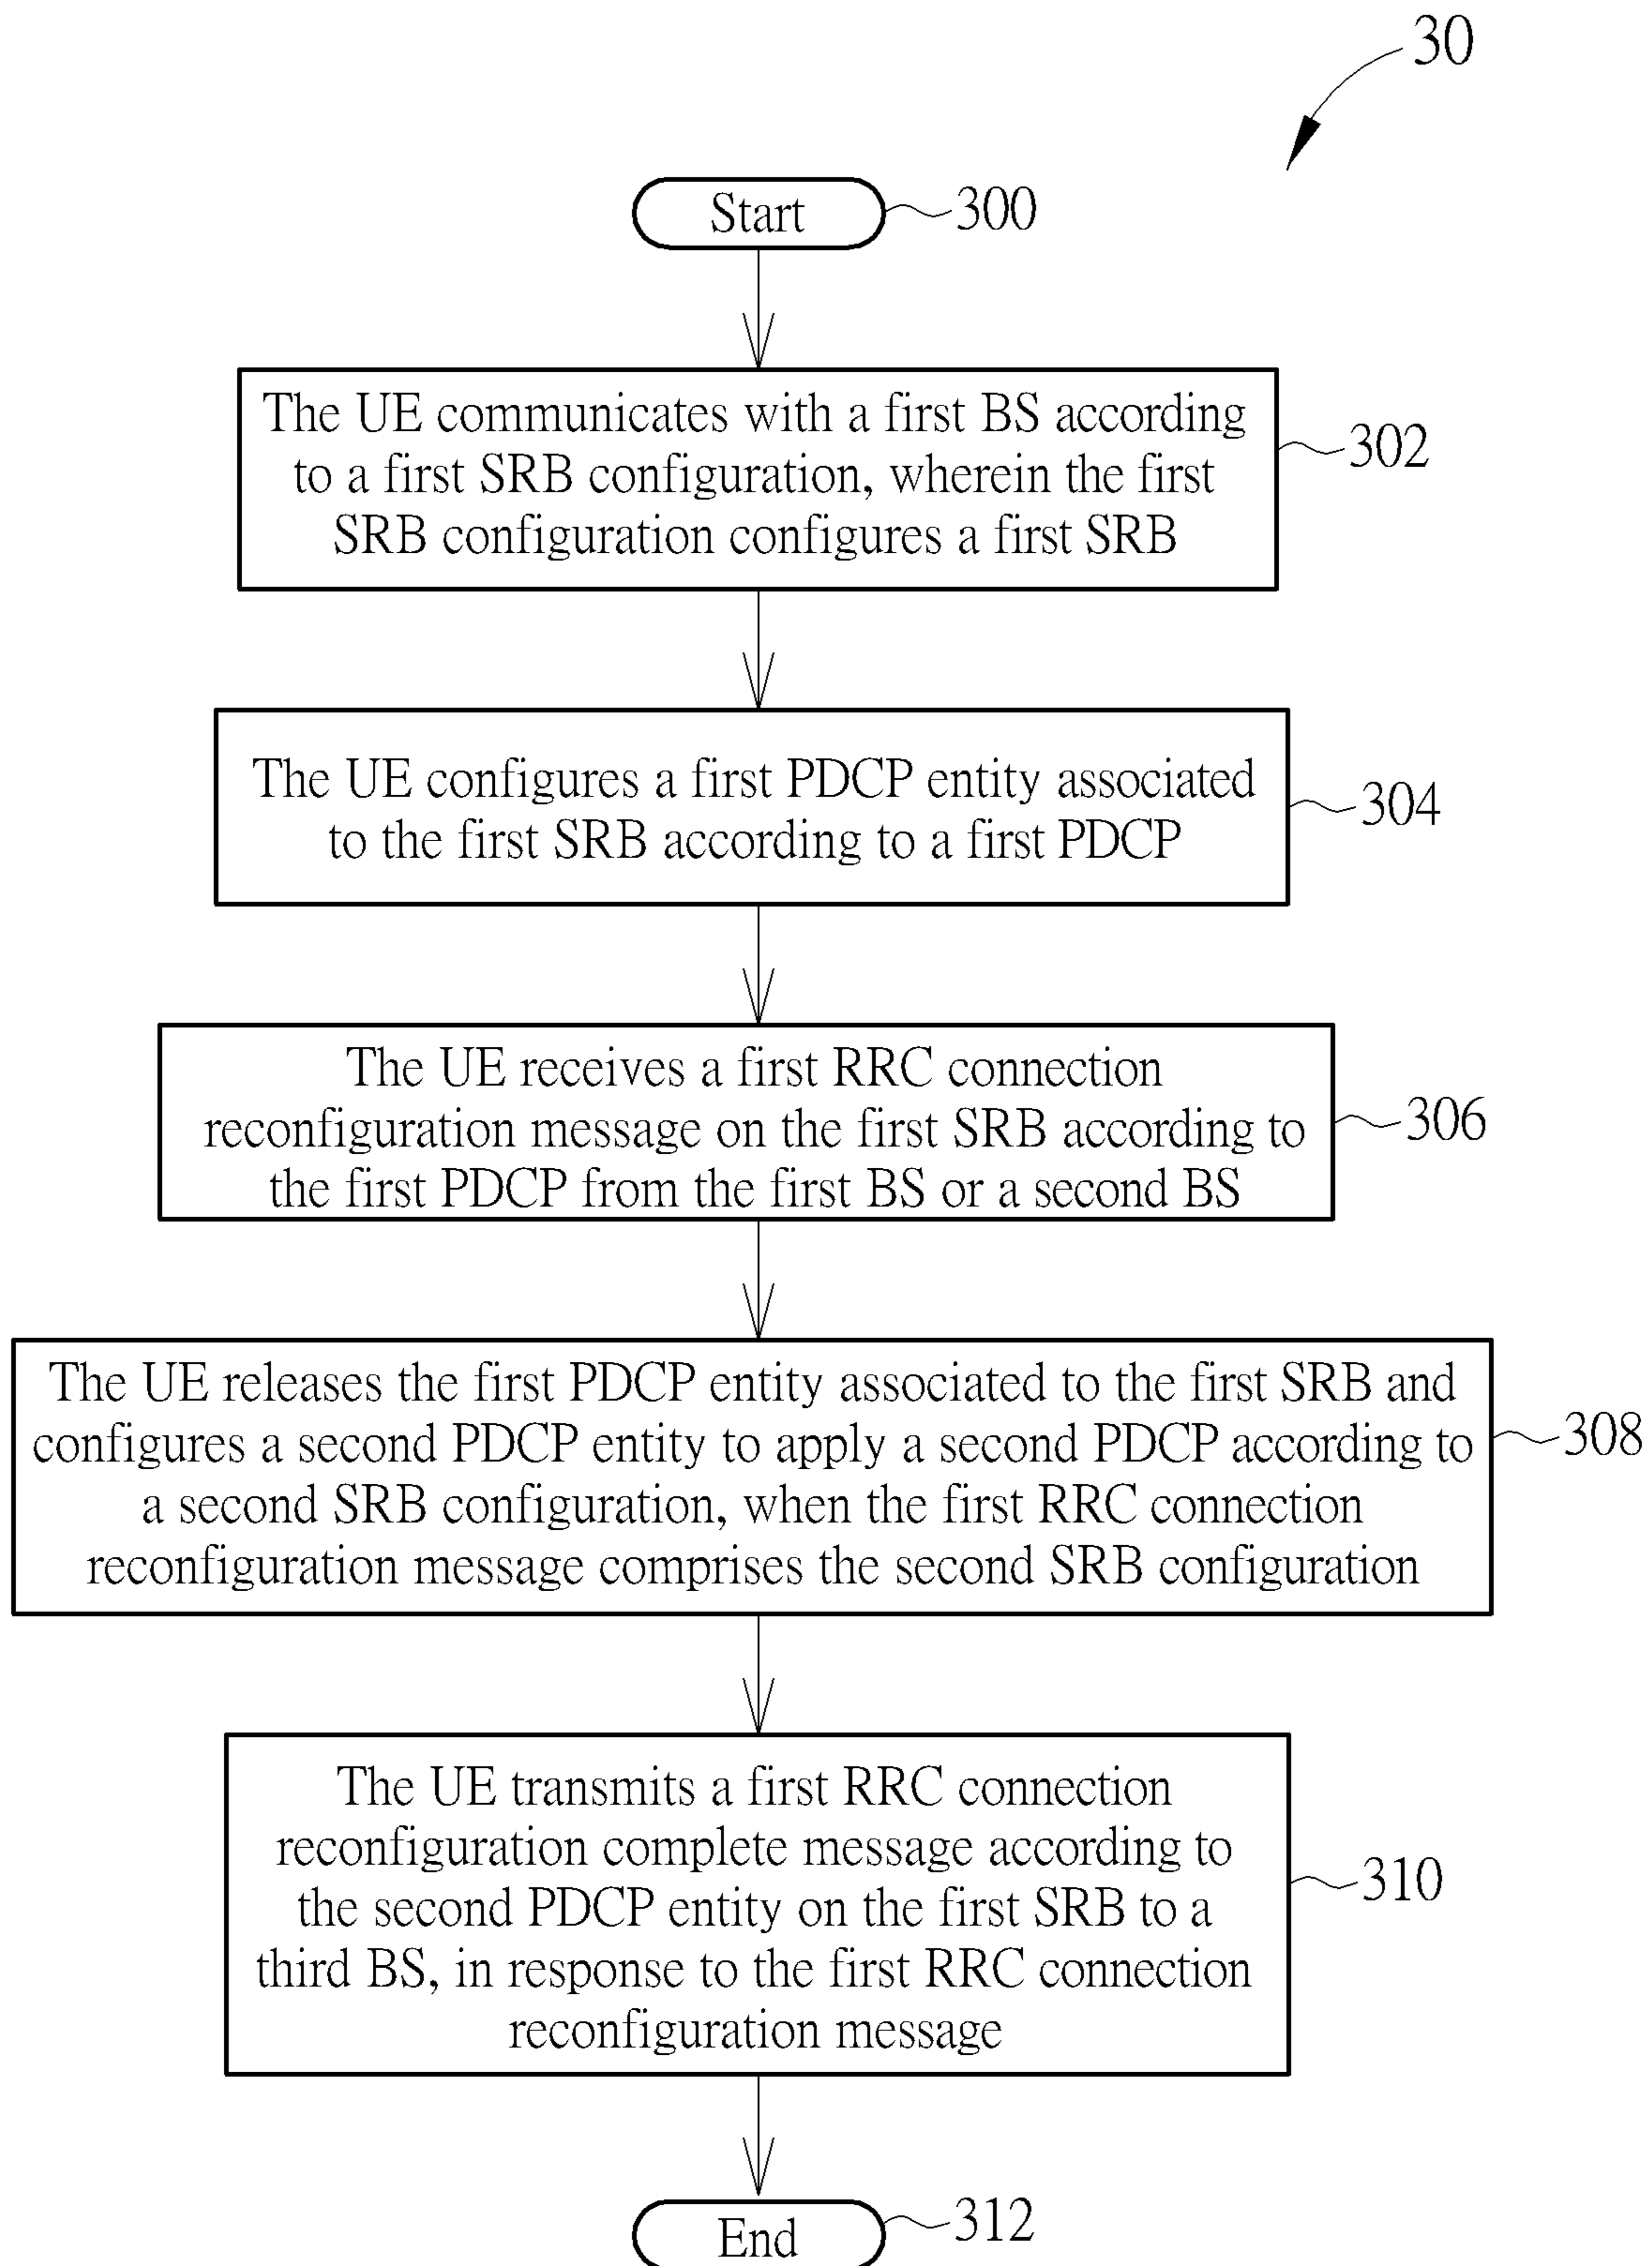 30
Start
300
The UE communicates with a first BS according
to a first SRB configuration, wherein the first
SRB configuration configures a first SRB
302
The UE configures a first PDCP entity associated
to the first SRB according to a first PDCP
304
The UE receives a first RRC connection
reconfiguration message on the first SRB according to
the first PDCP from the first BS or a second BS
306
The UE releases the first PDCP entity associated to the first SRB and
configures a second PDCP entity to apply a second PDCP according to
a second SRB configuration, when the first RRC connection
reconfiguration message comprises the second SRB configuration
308
The UE transmits a first RRC connection
reconfiguration complete message according to
the second PDCP entity on the first SRB to a
third BS, in response to the first RRC connection
reconfiguration message
310
End
312